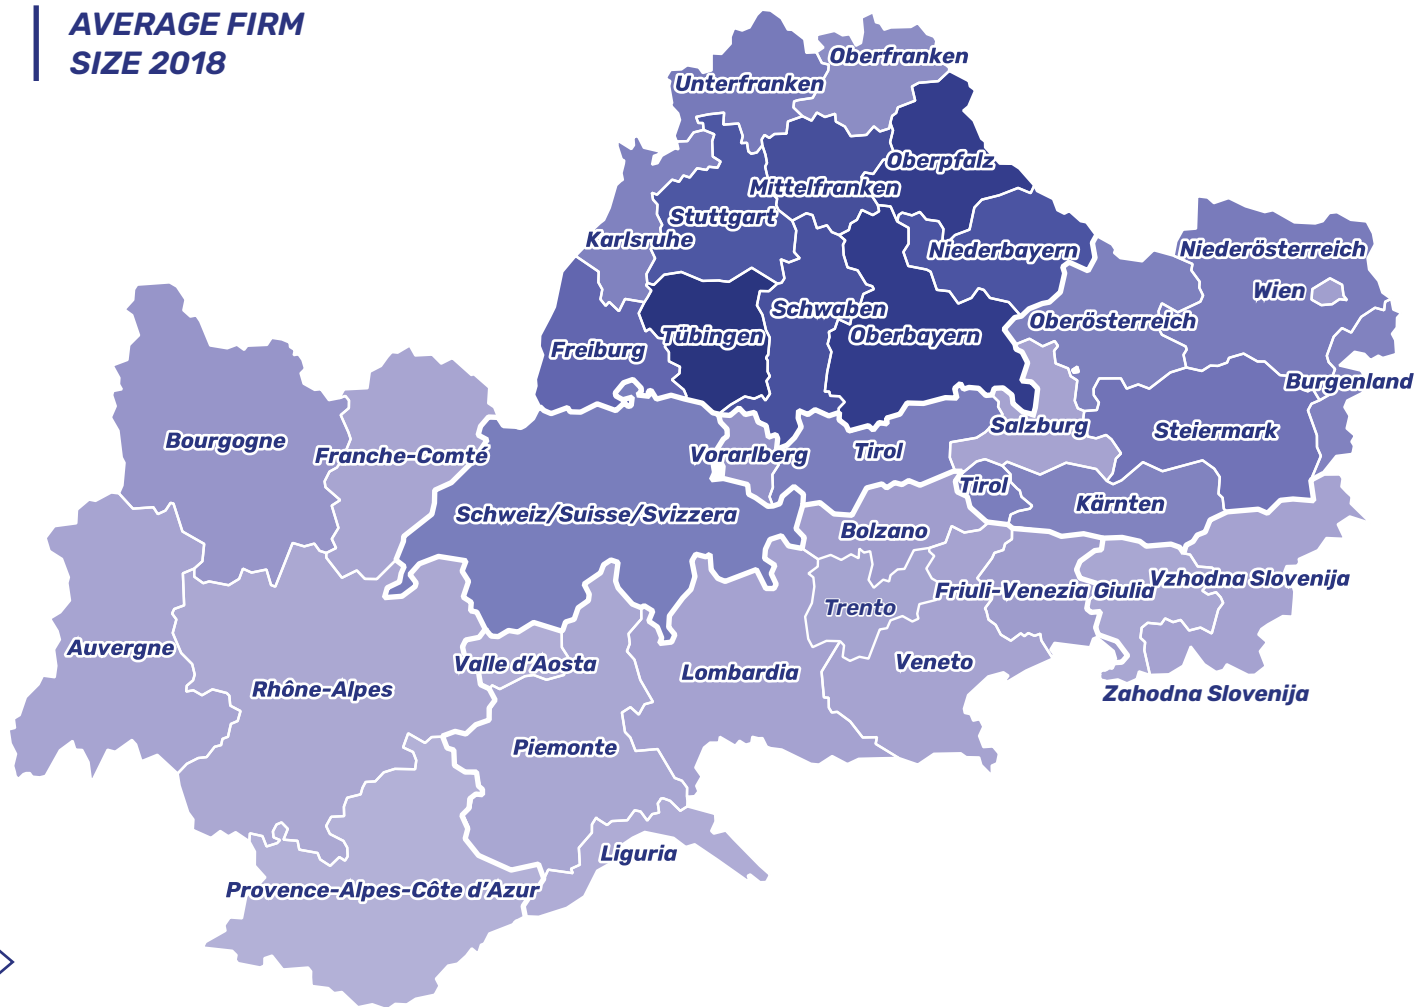 AVERAGE FIRM
SIZE 2018
Oberfranken
Unterfranken
Oberpfalz
Mittelfranken
Stuttgart
Karlsruhe
Niederbayern
Niederösterreich
Wien
Schwaben
Oberösterreich
Tübingen
Oberbayern
Freiburg
Burgenland
Salzburg
Steiermark
Bourgogne
Franche-Comté
Vorarlberg
Tirol
Tirol
Kärnten
Schweiz/Suisse/Svizzera
Bolzano
Vzhodna Slovenija
Friuli-Venezia Giulia
Trento
Auvergne
Valle d'Aosta
Veneto
Lombardia
Rhône-Alpes
Zahodna Slovenija
Piemonte
Liguria
Provence-Alpes-Côte d'Azur